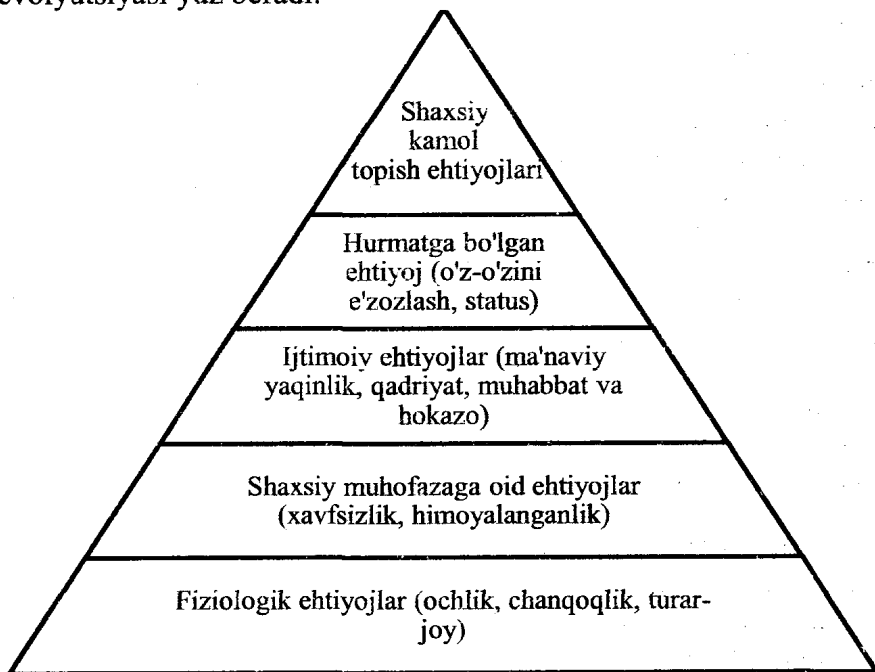 evolyutsiyasi yuz beradi.
Shaxsiy
kamol
topish ehtiyojlari
Hurmatga bo'lgan
ehtiyoj (o'z-o'zini
e'zozlash, status)
Ijtimoiy ehtiyojlar (ma'naviy
yaqinlik, qadriyat, muhabbat va
hokazo)
Shaxsiy muhofazaga oid ehtiyojlar
(xavfsizlik, himoyalanganlik)
Fiziologik ehtiyojlar (ochlik, chanqoqlik, turar-
joy)